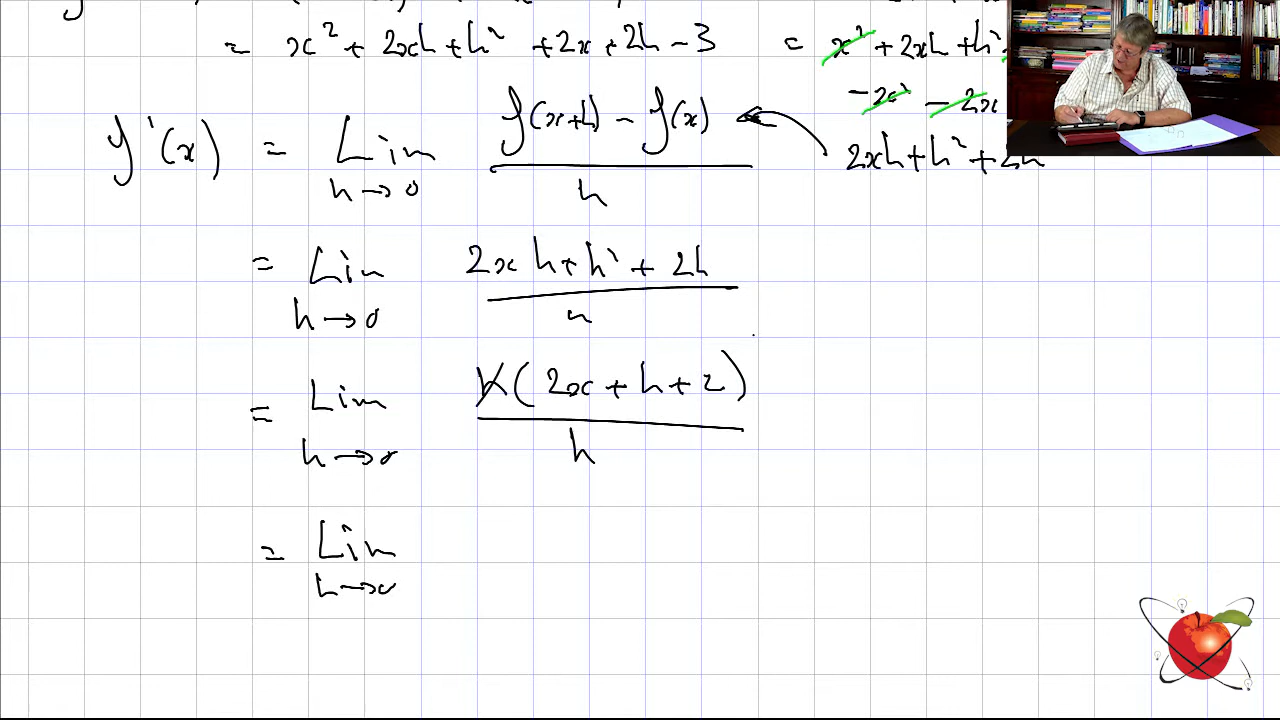 = x² + 2xh + h² + 2x + 2h - 3 = x² + 2xh + h²
- x² - 2x
f'(x) = Lim h→0 f(x+h) - f(x) / h
2xh + h² + 2h
= Lim h→0 2xh + h² + 2h / h
= Lim h→0 h(2x + h + 2) / h
= Lim h→0